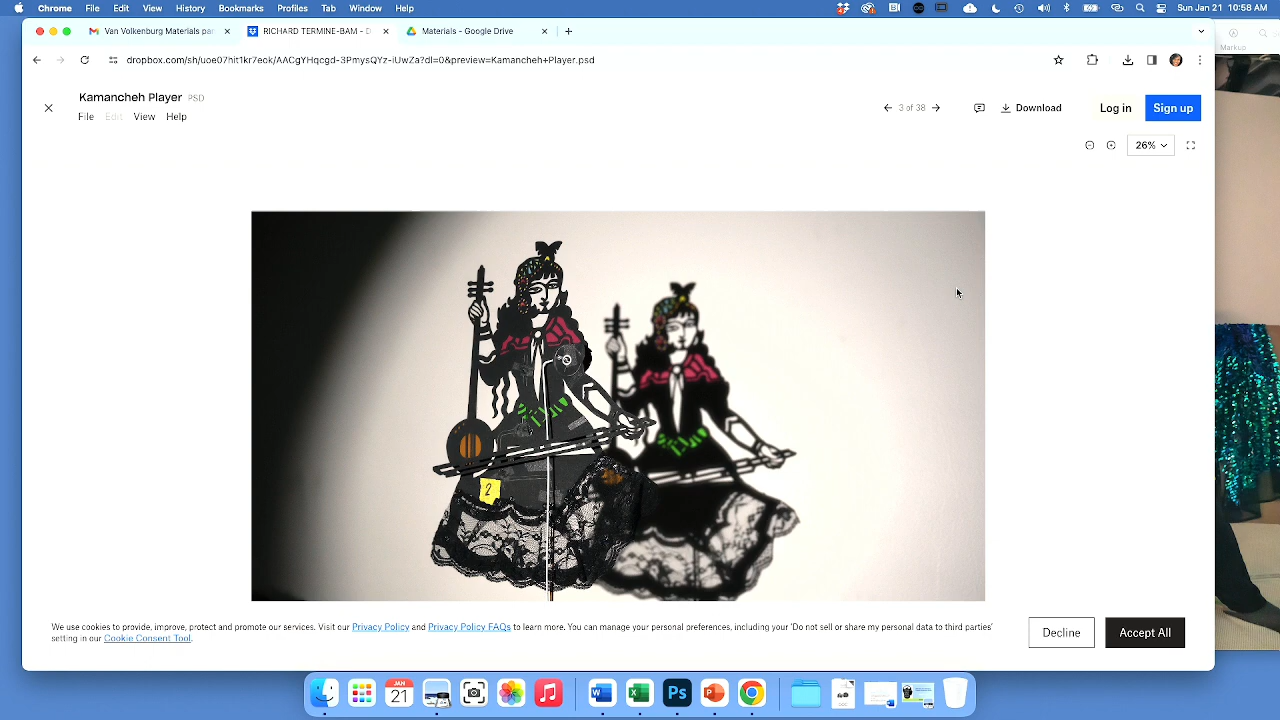 Chrome File Edit View History Bookmarks Profiles Tab Window Help
Sun Jan 21 10:58 AM
Van Volkenburg Materials par
RICHARD TERMINE-BAM - D
Materials - Google Drive
dropbox.com/sh/uoe07hit1kr7eok/AACgYHqcgd-3PmysQYz-iUwZa?dl=0&preview=Kamancheh+Player.psd
Markup
Kamancheh Player PSD
File Edit View Help
3 of 38
Download
Log in
Sign up
26%
2
We use cookies to provide, improve, protect and promote our services. Visit our Privacy Policy and Privacy Policy FAQs to learn more. You can manage your personal preferences, including your 'Do not sell or share my personal data to third parties'
setting in our Cookie Consent Tool.
Decline
Accept All
JAN
21
W
X
Ps
P